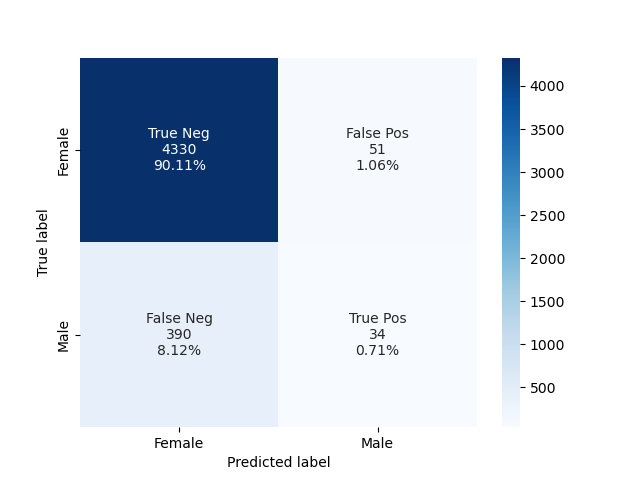 True Neg
4330
90.11%
False Pos
51
1.06%
False Neg
390
8.12%
True Pos
34
0.71%
Female
Male
True label
Female
Male
Predicted label
4000
3500
3000
2500
2000
1500
1000
500